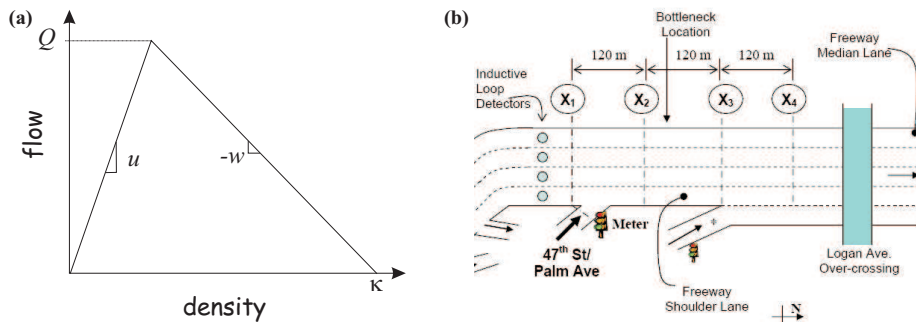 (a)
Q
flow
u
-w
κ
density
(b)
Bottleneck
Location
Freeway
Median Lane
120 m
120 m
120 m
Inductive
Loop
Detectors
X1
X2
X3
X4
Meter
47th St/
Palm Ave
Freeway
Shoulder Lane
Logan Ave.
Over-crossing
N